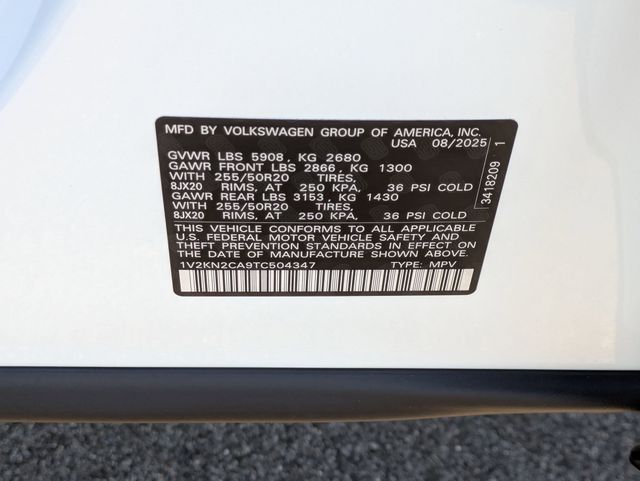 MFD BY VOLKSWAGEN GROUP OF AMERICA, INC.
USA 08/2025
GVWR LBS 5908, KG 2680
GAWR FRONT LBS 2866, KG 1300
WITH 255/50R20 TIRES,
8JX20 RIMS, AT 250 KPA, 36 PSI COLD
GAWR REAR LBS 3153, KG 1430
WITH 255/50R20 TIRES,
8JX20 RIMS, AT 250 KPA, 36 PSI COLD
THIS VEHICLE CONFORMS TO ALL APPLICABLE
U.S. FEDERAL MOTOR VEHICLE SAFETY AND
THEFT PREVENTION STANDARDS IN EFFECT ON
THE DATE OF MANUFACTURE SHOWN ABOVE.
1V2KN2CA9TC504347 TYPE: MPV
3418209 1